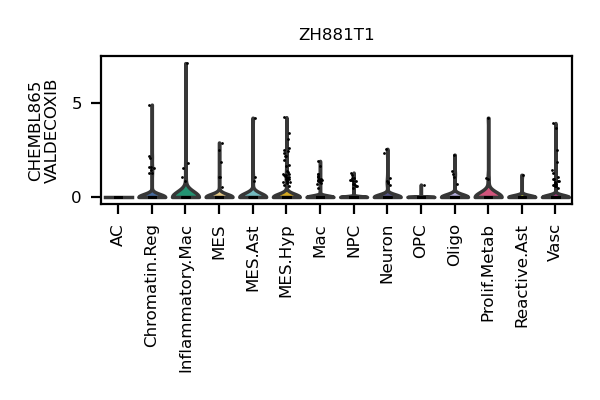 ZH881T1
CHEMBL865
VALDECOXIB
5
0
AC
Chromatin.Reg
Inflammatory.Mac
MES
MES.Ast
MES.Hyp
Mac
NPC
Neuron
OPC
Oligo
Prolif.Metab
Reactive.Ast
Vasc